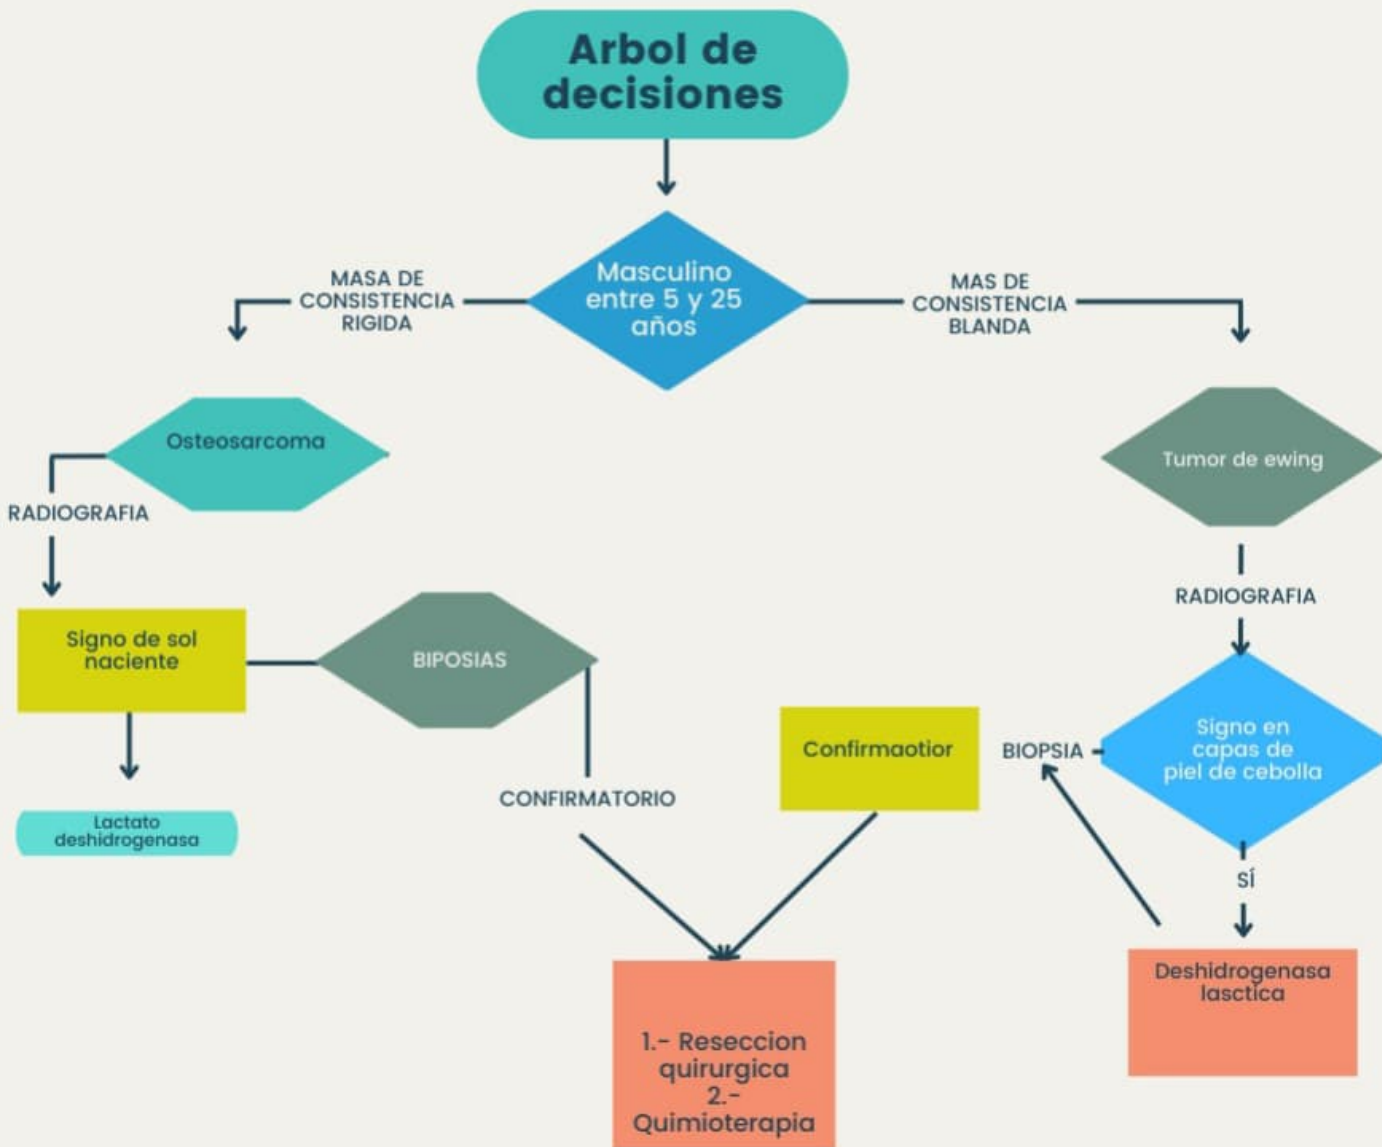 Arbol de
decisiones
Masculino
entre 5 y 25
años
MASA DE
CONSISTENCIA
RIGIDA
MAS DE
CONSISTENCIA
BLANDA
Osteosarcoma
Tumor de ewing
RADIOGRAFIA
RADIOGRAFIA
Signo de sol
naciente
BIPOSIAS
Confirmaotior
BIOPSIA
Signo en
capas de
piel de cebolla
CONFIRMATORIO
Lactato
deshidrogenasa
SÍ
Deshidrogenasa
lasctica
1.- Reseccion
quirurgica
2.-
Quimioterapia